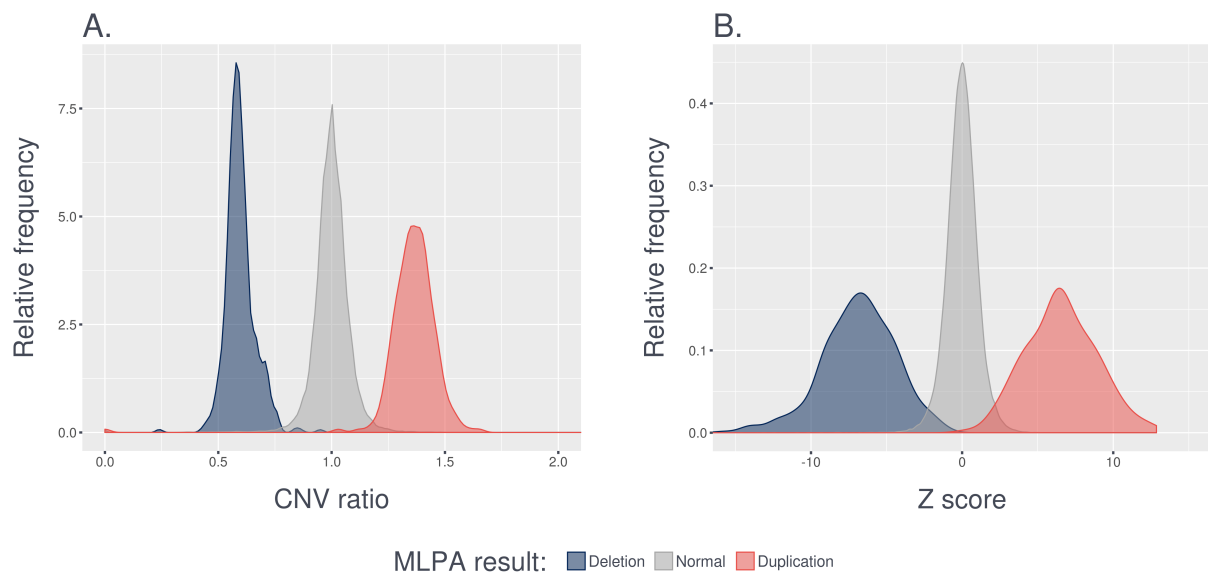 A.
Relative frequency
7.5
5.0
2.5
0.0
0.0 0.5 1.0 1.5 2.0
CNV ratio
B.
Relative frequency
0.4
0.3
0.2
0.1
0.0
-10 0 10
Z score
MLPA result: Deletion Normal Duplication